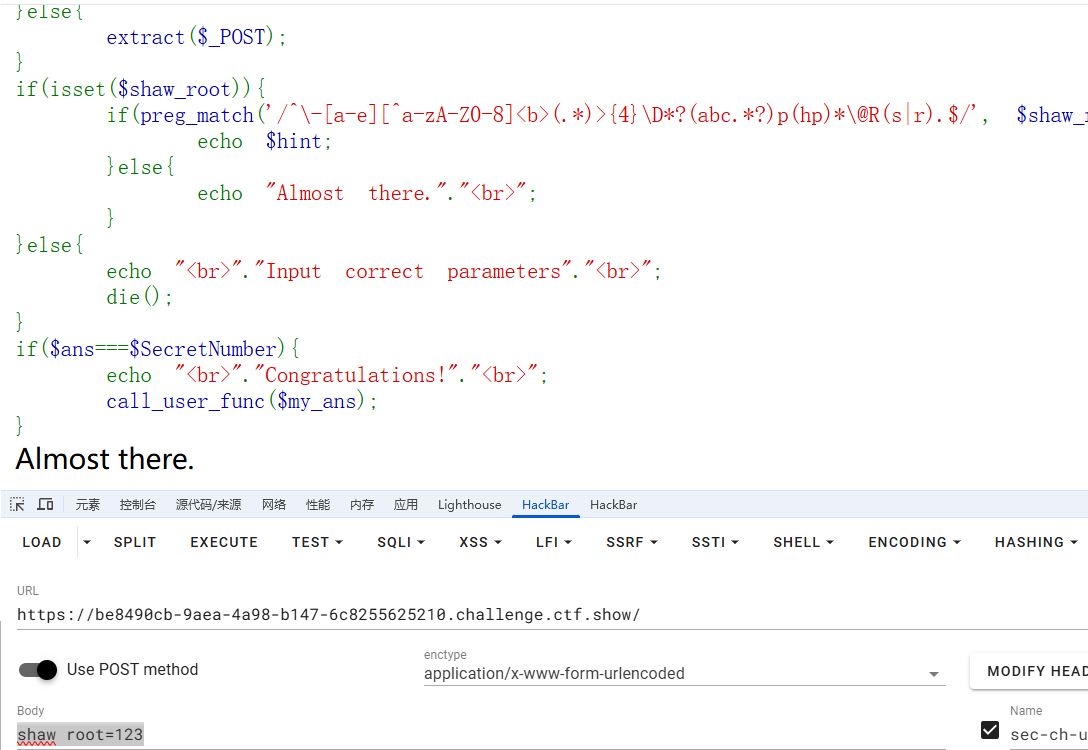 }else{
extract($_POST);
}
if(isset($shaw_root)){
if(preg_match('/^\-[a-e][^a-zA-Z0-8]<b>(.*)>{4}\D*?(abc.*?)p(hp)*\@R(s|r).$/', $shaw_r
echo $hint;
}else{
echo "Almost there."."<br>";
}
}else{
echo "<br>"."Input correct parameters"."<br>";
die();
}
if($ans===$SecretNumber){
echo "<br>"."Congratulations!"."<br>";
call_user_func($my_ans);
}
Almost there.
元素 控制台 源代码/来源 网络 性能 内存 应用 Lighthouse HackBar HackBar
LOAD SPLIT EXECUTE TEST SQLI XSS LFI SSRF SSTI SHELL ENCODING HASHING
URL
https://be8490cb-9aea-4a98-b147-6c8255625210.challenge.ctf.show/
Use POST method
enctype
application/x-www-form-urlencoded
MODIFY HEAD
Body
shaw root=123
Name
sec-ch-u